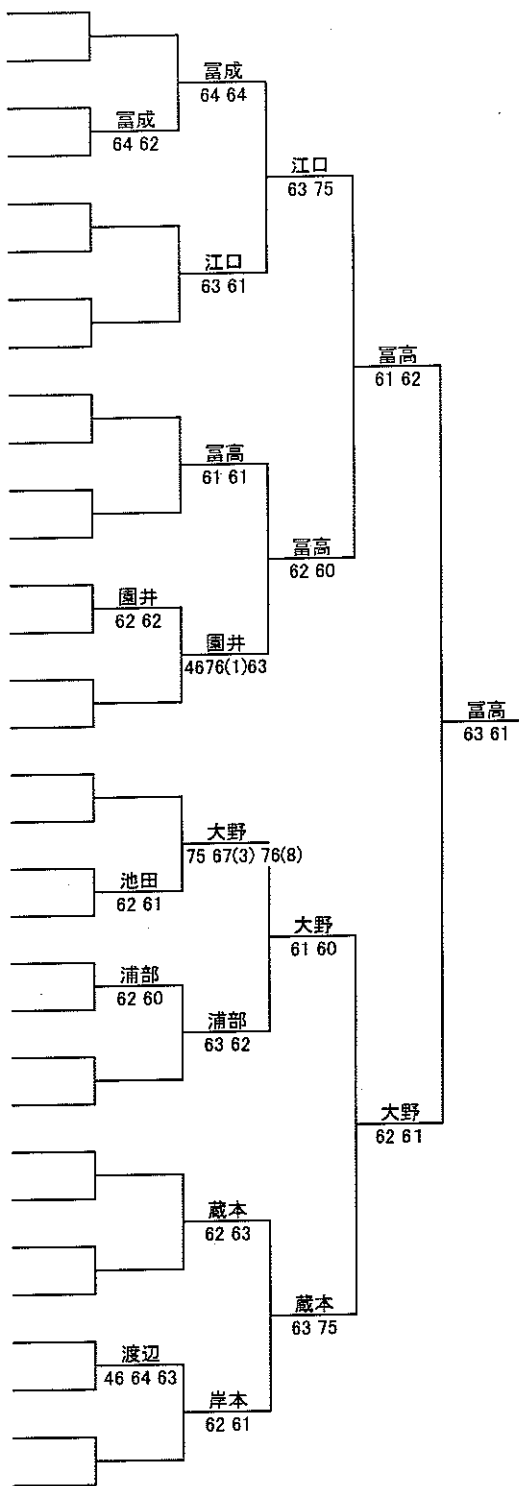 冨成
64 64
冨成
64 62
江口
63 75
江口
63 61
冨高
61 62
冨高
61 61
冨高
62 60
園井
62 62
園井
4676(1)63
冨高
63 61
大野
75 67(3) 76(8)
池田
62 61
大野
61 60
浦部
62 60
浦部
63 62
大野
62 61
蔵本
62 63
蔵本
63 75
渡辺
46 64 63
岸本
62 61